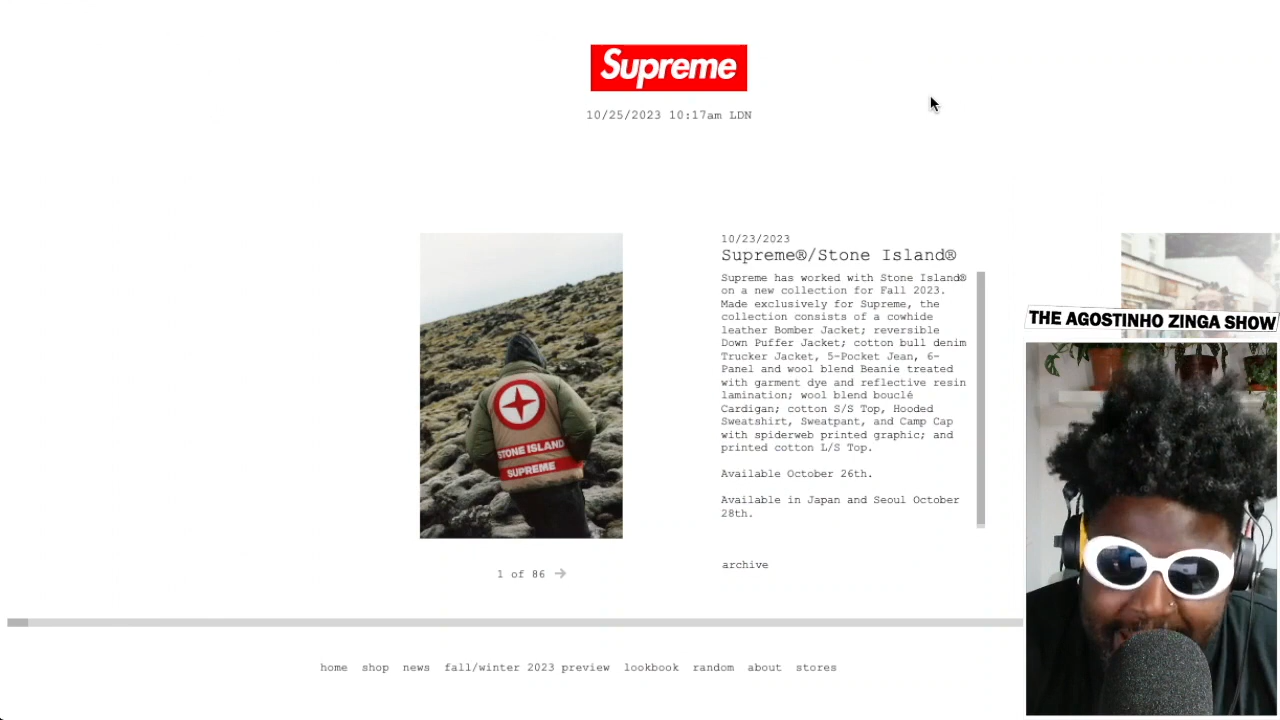 Supreme
10/25/2023 10:17am LDN
10/23/2023
Supreme®/Stone Island®
Supreme has worked with Stone Island®
on a new collection for Fall 2023.
Made exclusively for Supreme, the
collection consists of a cowhide
leather Bomber Jacket; reversible
Down Puffer Jacket; cotton bull denim
Trucker Jacket, 5-Pocket Jean, 6-
Panel and wool blend Beanie treated
with garment dye and reflective resin
lamination; wool blend bouclé
Cardigan; cotton S/S Top, Hooded
Sweatshirt, Sweatpant, and Camp Cap
with spiderweb printed graphic; and
printed cotton L/S Top.
Available October 26th.
Available in Japan and Seoul October
28th.
archive
STONE ISLAND
SUPREME
1 of 86
THE AGOSTINHO ZINGA SHOW
home shop news fall/winter 2023 preview lookbook random about stores